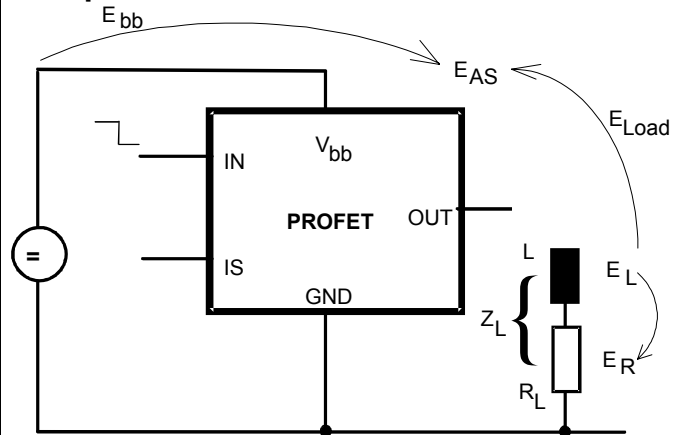 E bb
E AS
E Load
V bb
IN
PROFET
OUT
IS
GND
=
L
E L
Z L
{
E R
R L